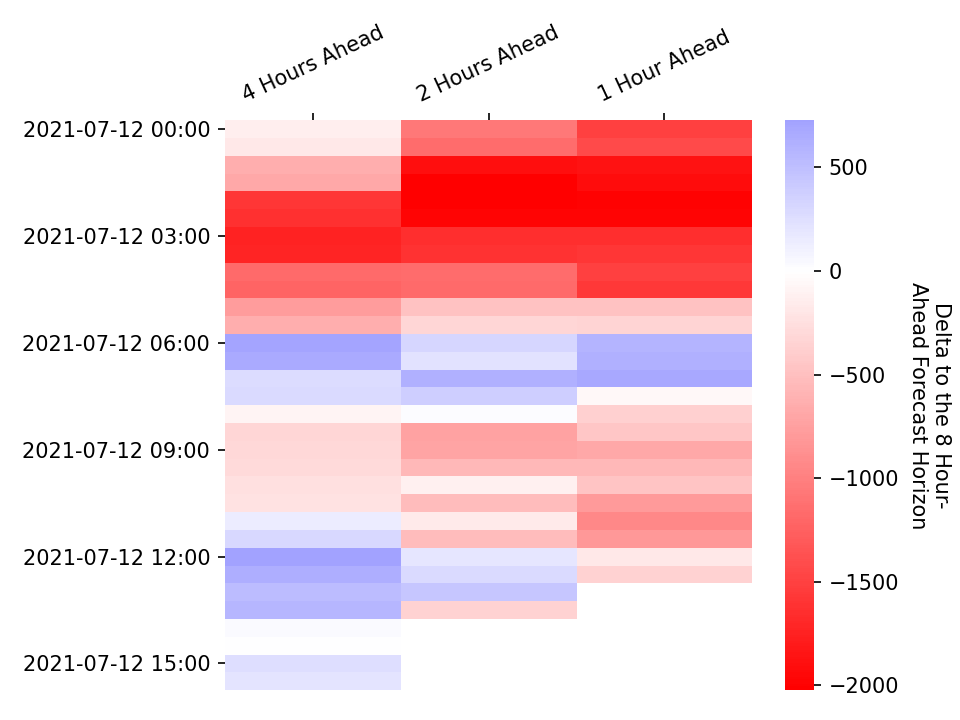 4 Hours Ahead
2 Hours Ahead
1 Hour Ahead
2021-07-12 00:00
2021-07-12 03:00
2021-07-12 06:00
2021-07-12 09:00
2021-07-12 12:00
2021-07-12 15:00
500
0
−500
−1000
−1500
−2000
Delta to the 8 Hour-
Ahead Forecast Horizon